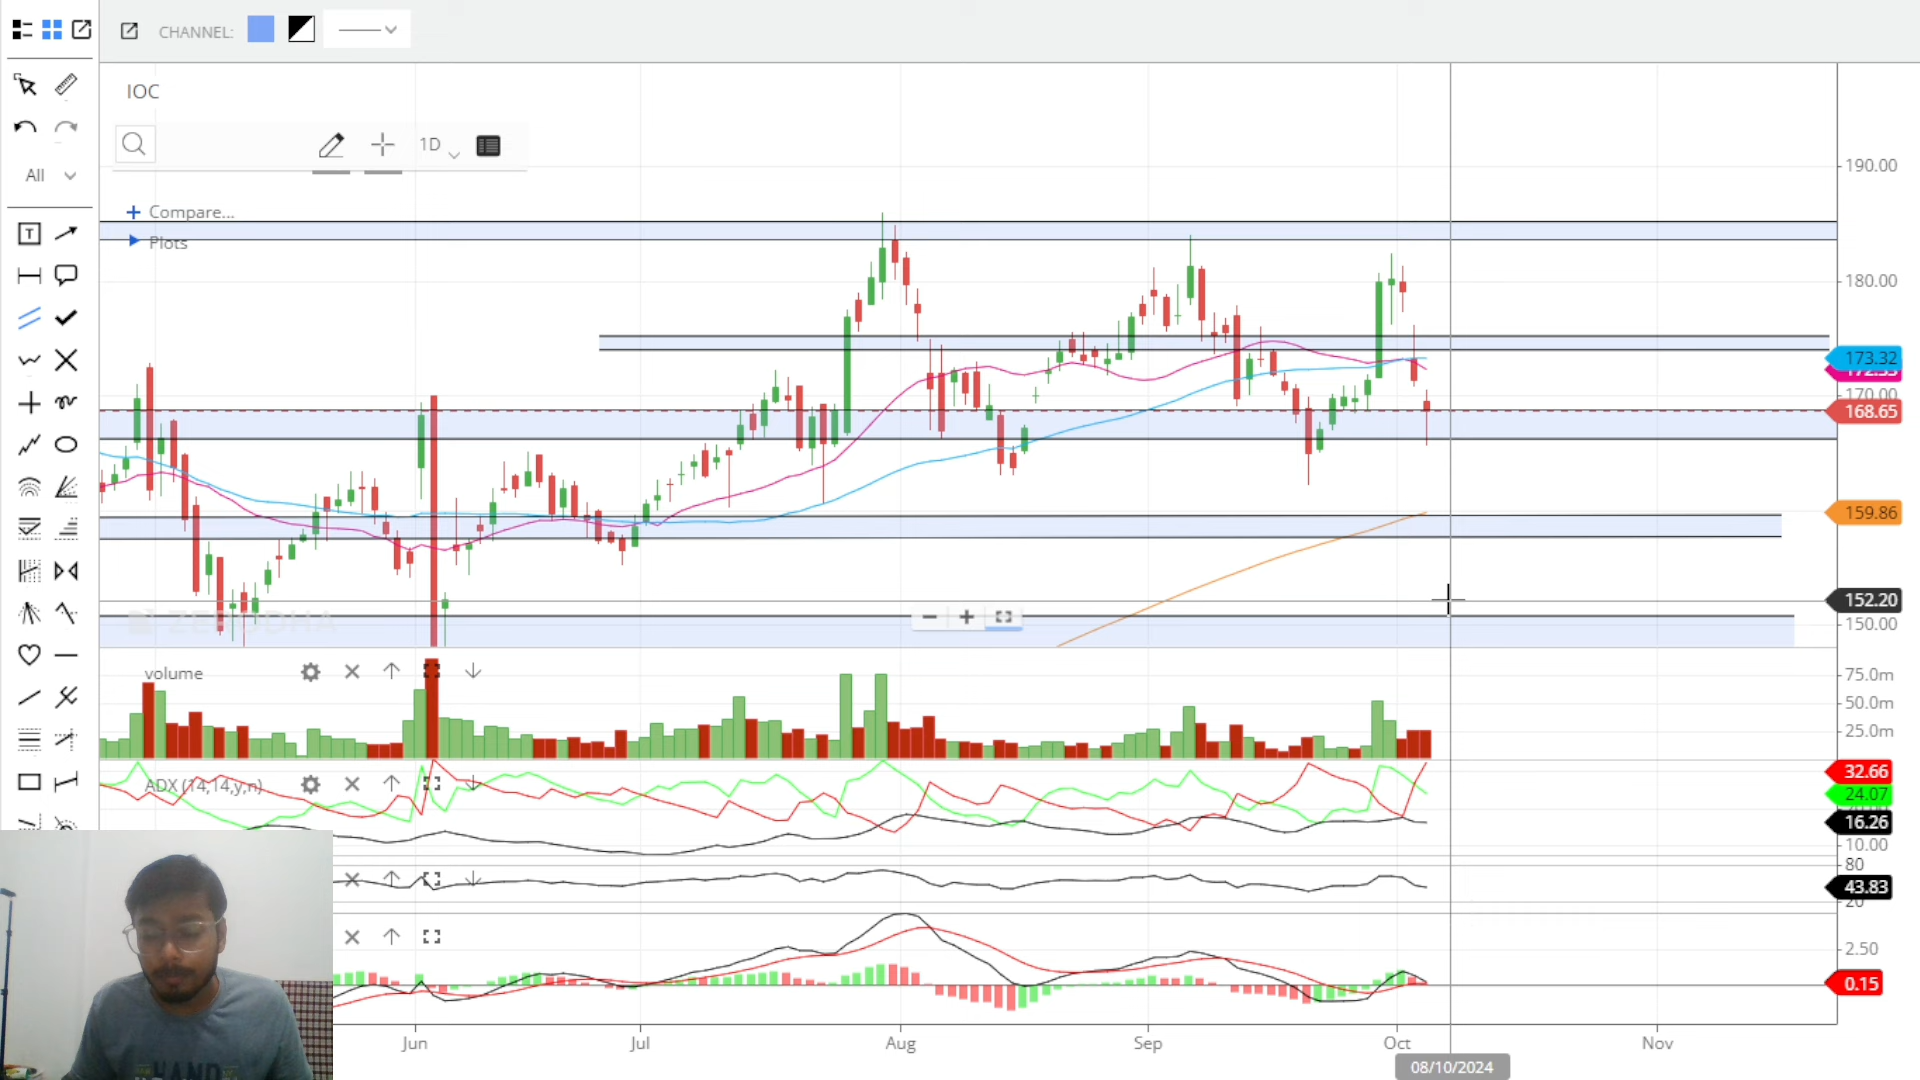 CHANNEL:
IOC
1D
All
Compare...
Plots
T
190.00
180.00
173.32
170.00
168.65
159.86
152.20
150.00
ZERODHA
volume
75.0m
50.0m
25.0m
ADX (14,14,y,n)
32.66
24.07
16.26
10.00
80
43.83
20
2.50
0.15
Jun
Jul
Aug
Sep
Oct
Nov
08/10/2024
HAND